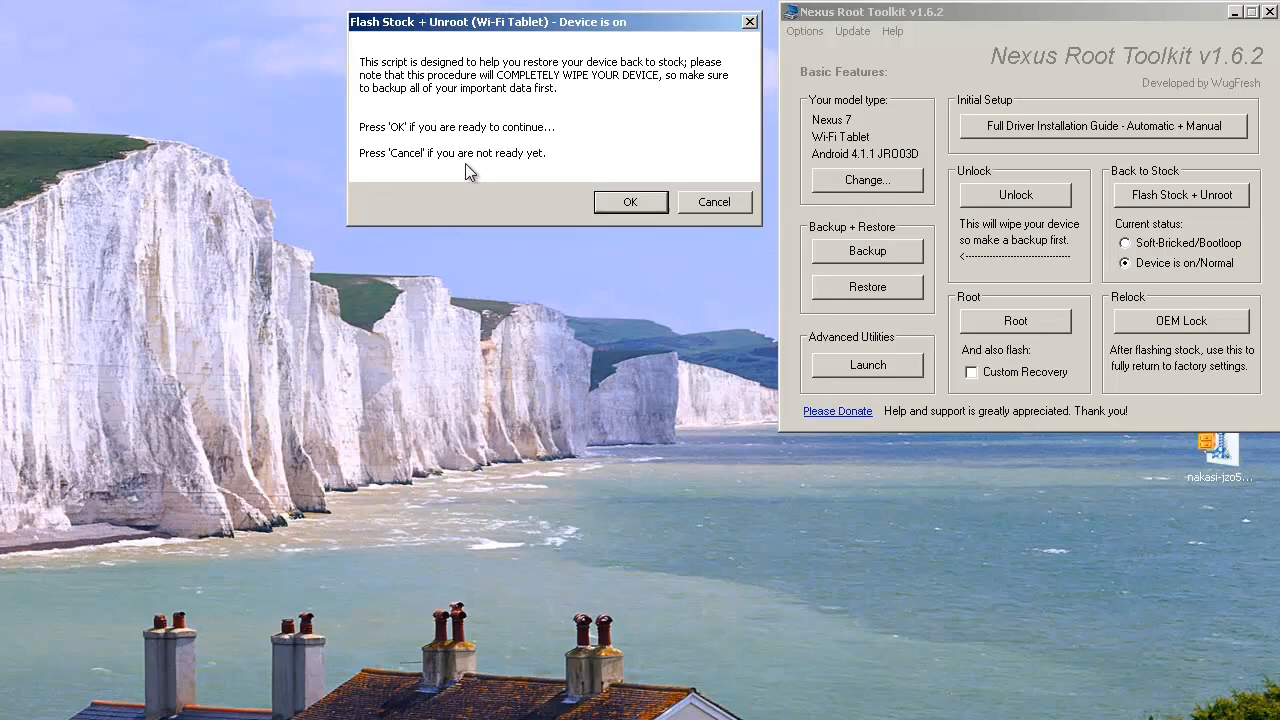 Flash Stock + Unroot (Wi-Fi Tablet) - Device is on
This script is designed to help you restore your device back to stock; please
note that this procedure will COMPLETELY WIPE YOUR DEVICE, so make sure
to backup all of your important data first.
Press 'OK' if you are ready to continue...
Press 'Cancel' if you are not ready yet.
OK
Cancel
Nexus Root Toolkit v1.6.2
Options Update Help
Nexus Root Toolkit v1.6.2
Developed by WugFresh
Basic Features:
Your model type:
Nexus 7
WiFi Tablet
Android 4.1.1 JRO03D
Change...
Backup + Restore
Backup
Restore
Advanced Utilities
Launch
Initial Setup
Full Driver Installation Guide - Automatic + Manual
Unlock
Unlock
This will wipe your device
so make a backup first.
<----------------------------
Root
Root
And also flash:
Custom Recovery
Back to Stock
Flash Stock + Unroot
Current status:
Soft-Bricked/Bootloop
Device is on/Normal
Relock
OEM Lock
After flashing stock, use this to
fully return to factory settings.
Please Donate Help and support is greatly appreciated. Thank you!
nakasi-jzo5...